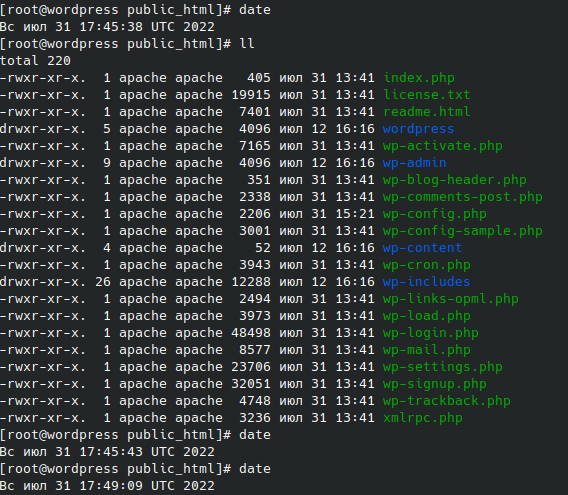 [root@wordpress public_html]# date
Вс июл 31 17:45:38 UTC 2022
[root@wordpress public_html]# ll
total 220
-rwxr-xr-x.  1 apache apache   405 июл 31 13:41 index.php
-rwxr-xr-x.  1 apache apache 19915 июл 31 13:41 license.txt
-rwxr-xr-x.  1 apache apache  7401 июл 31 13:41 readme.html
drwxr-xr-x.  5 apache apache  4096 июл 12 16:16 wordpress
-rwxr-xr-x.  1 apache apache  7165 июл 31 13:41 wp-activate.php
drwxr-xr-x.  9 apache apache  4096 июл 12 16:16 wp-admin
-rwxr-xr-x.  1 apache apache   351 июл 31 13:41 wp-blog-header.php
-rwxr-xr-x.  1 apache apache  2338 июл 31 13:41 wp-comments-post.php
-rwxr-xr-x.  1 apache apache  2206 июл 31 15:21 wp-config.php
-rwxr-xr-x.  1 apache apache  3001 июл 31 13:41 wp-config-sample.php
drwxr-xr-x.  4 apache apache    52 июл 12 16:16 wp-content
-rwxr-xr-x.  1 apache apache  3943 июл 31 13:41 wp-cron.php
drwxr-xr-x. 26 apache apache 12288 июл 12 16:16 wp-includes
-rwxr-xr-x.  1 apache apache  2494 июл 31 13:41 wp-links-opml.php
-rwxr-xr-x.  1 apache apache  3973 июл 31 13:41 wp-load.php
-rwxr-xr-x.  1 apache apache 48498 июл 31 13:41 wp-login.php
-rwxr-xr-x.  1 apache apache  8577 июл 31 13:41 wp-mail.php
-rwxr-xr-x.  1 apache apache 23706 июл 31 13:41 wp-settings.php
-rwxr-xr-x.  1 apache apache 32051 июл 31 13:41 wp-signup.php
-rwxr-xr-x.  1 apache apache  4748 июл 31 13:41 wp-trackback.php
-rwxr-xr-x.  1 apache apache  3236 июл 31 13:41 xmlrpc.php
[root@wordpress public_html]# date
Вс июл 31 17:45:43 UTC 2022
[root@wordpress public_html]# date
Вс июл 31 17:49:09 UTC 2022